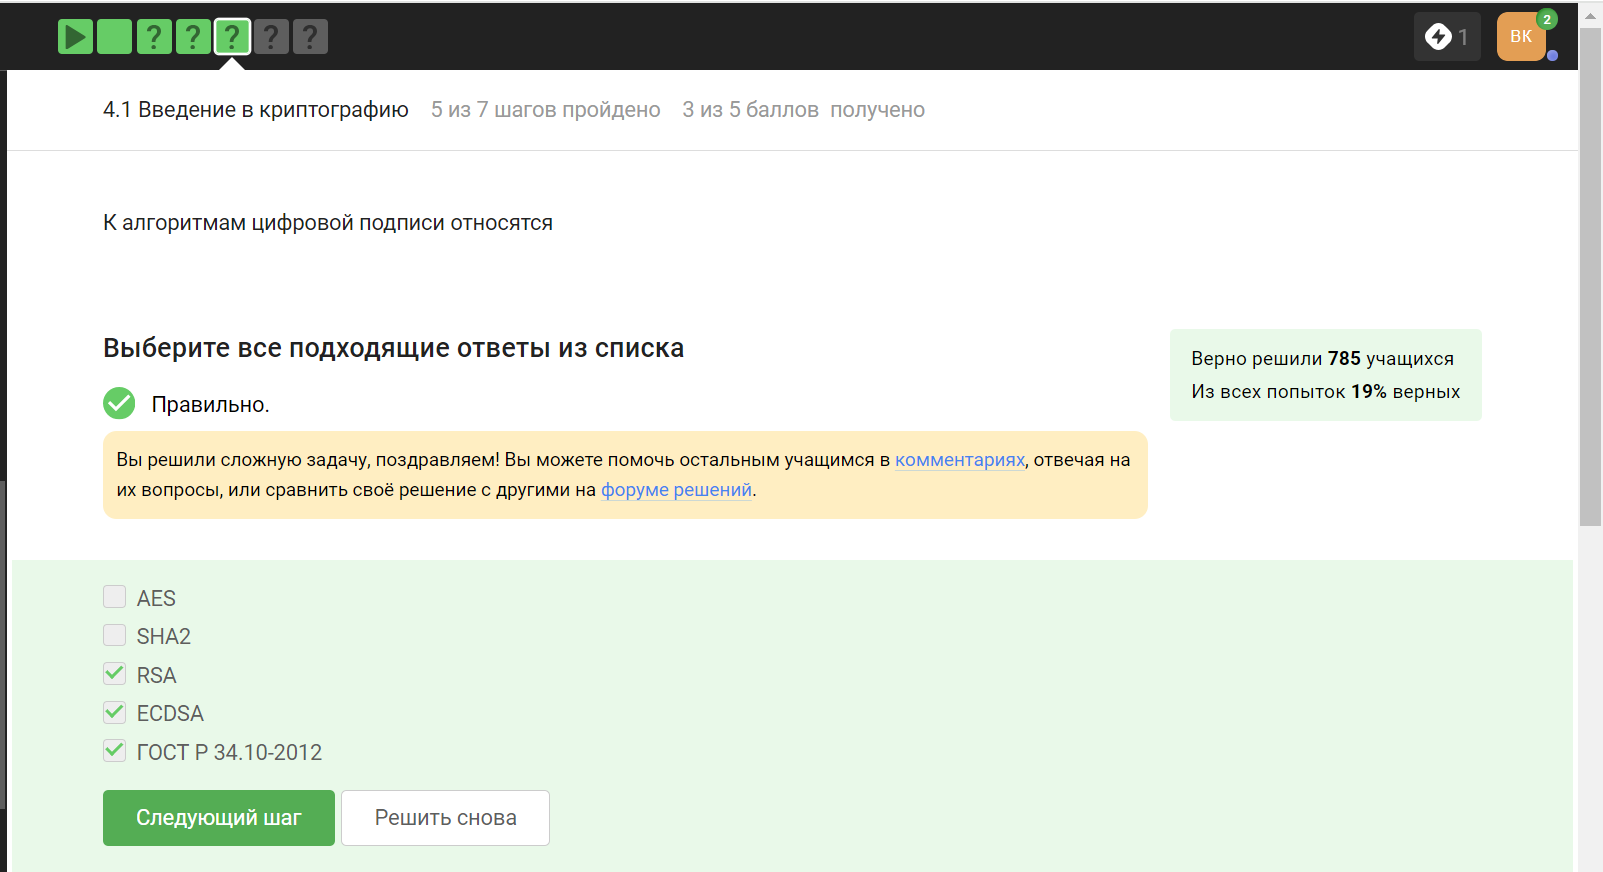 ? ? ? ? ?
1
ВК
2
4.1 Введение в криптографию 5 из 7 шагов пройдено 3 из 5 баллов получено
К алгоритмам цифровой подписи относятся
Выберите все подходящие ответы из списка
Верно решили 785 учащихся
Из всех попыток 19% верных
Правильно.
Вы решили сложную задачу, поздравляем! Вы можете помочь остальным учащимся в комментариях, отвечая на
их вопросы, или сравнить своё решение с другими на форуме решений.
AES
SHA2
RSA
ECDSA
ГОСТ Р 34.10-2012
Следующий шаг Решить снова